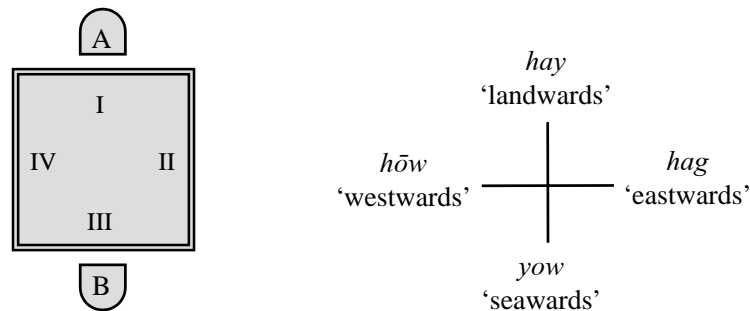 A
I
IV II
III
B
hay
‘landwards’
hōw
‘westwards’
hag
‘eastwards’
yow
‘seawards’